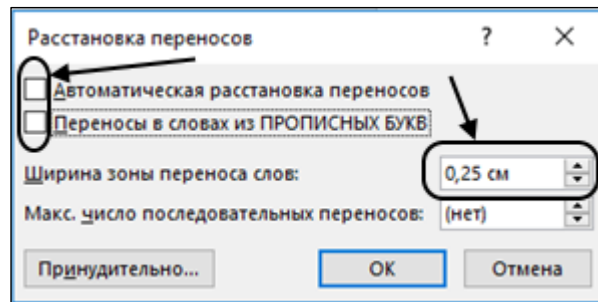 Расстановка переносов ? ×
Автоматическая расстановка переносов
Переносы в словах из ПРОПИСНЫХ БУКВ
Ширина зоны переноса слов: 0,25 см
Макс. число последовательных переносов: (нет)
Принудительно... ОК Отмена